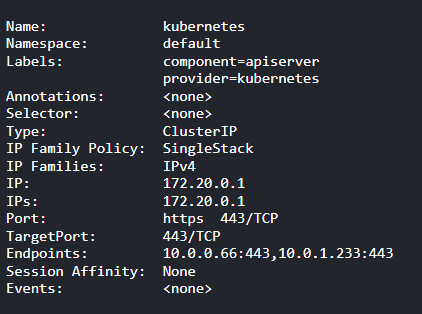 Name:              kubernetes
Namespace:         default
Labels:            component=apiserver
                   provider=kubernetes
Annotations:       <none>
Selector:          <none>
Type:              ClusterIP
IP Family Policy:  SingleStack
IP Families:       IPv4
IP:                172.20.0.1
IPs:               172.20.0.1
Port:              https  443/TCP
TargetPort:        443/TCP
Endpoints:         10.0.0.66:443,10.0.1.233:443
Session Affinity:  None
Events:            <none>